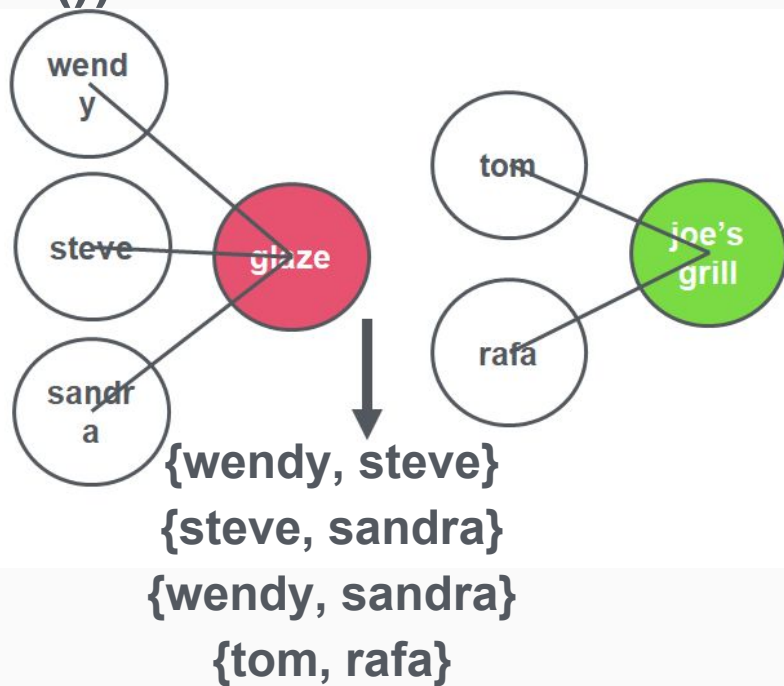 wend
y
steve
sandr
a
glaze
tom
rafa
joe's
grill
{wendy, steve}
{steve, sandra}
{wendy, sandra}
{tom, rafa}